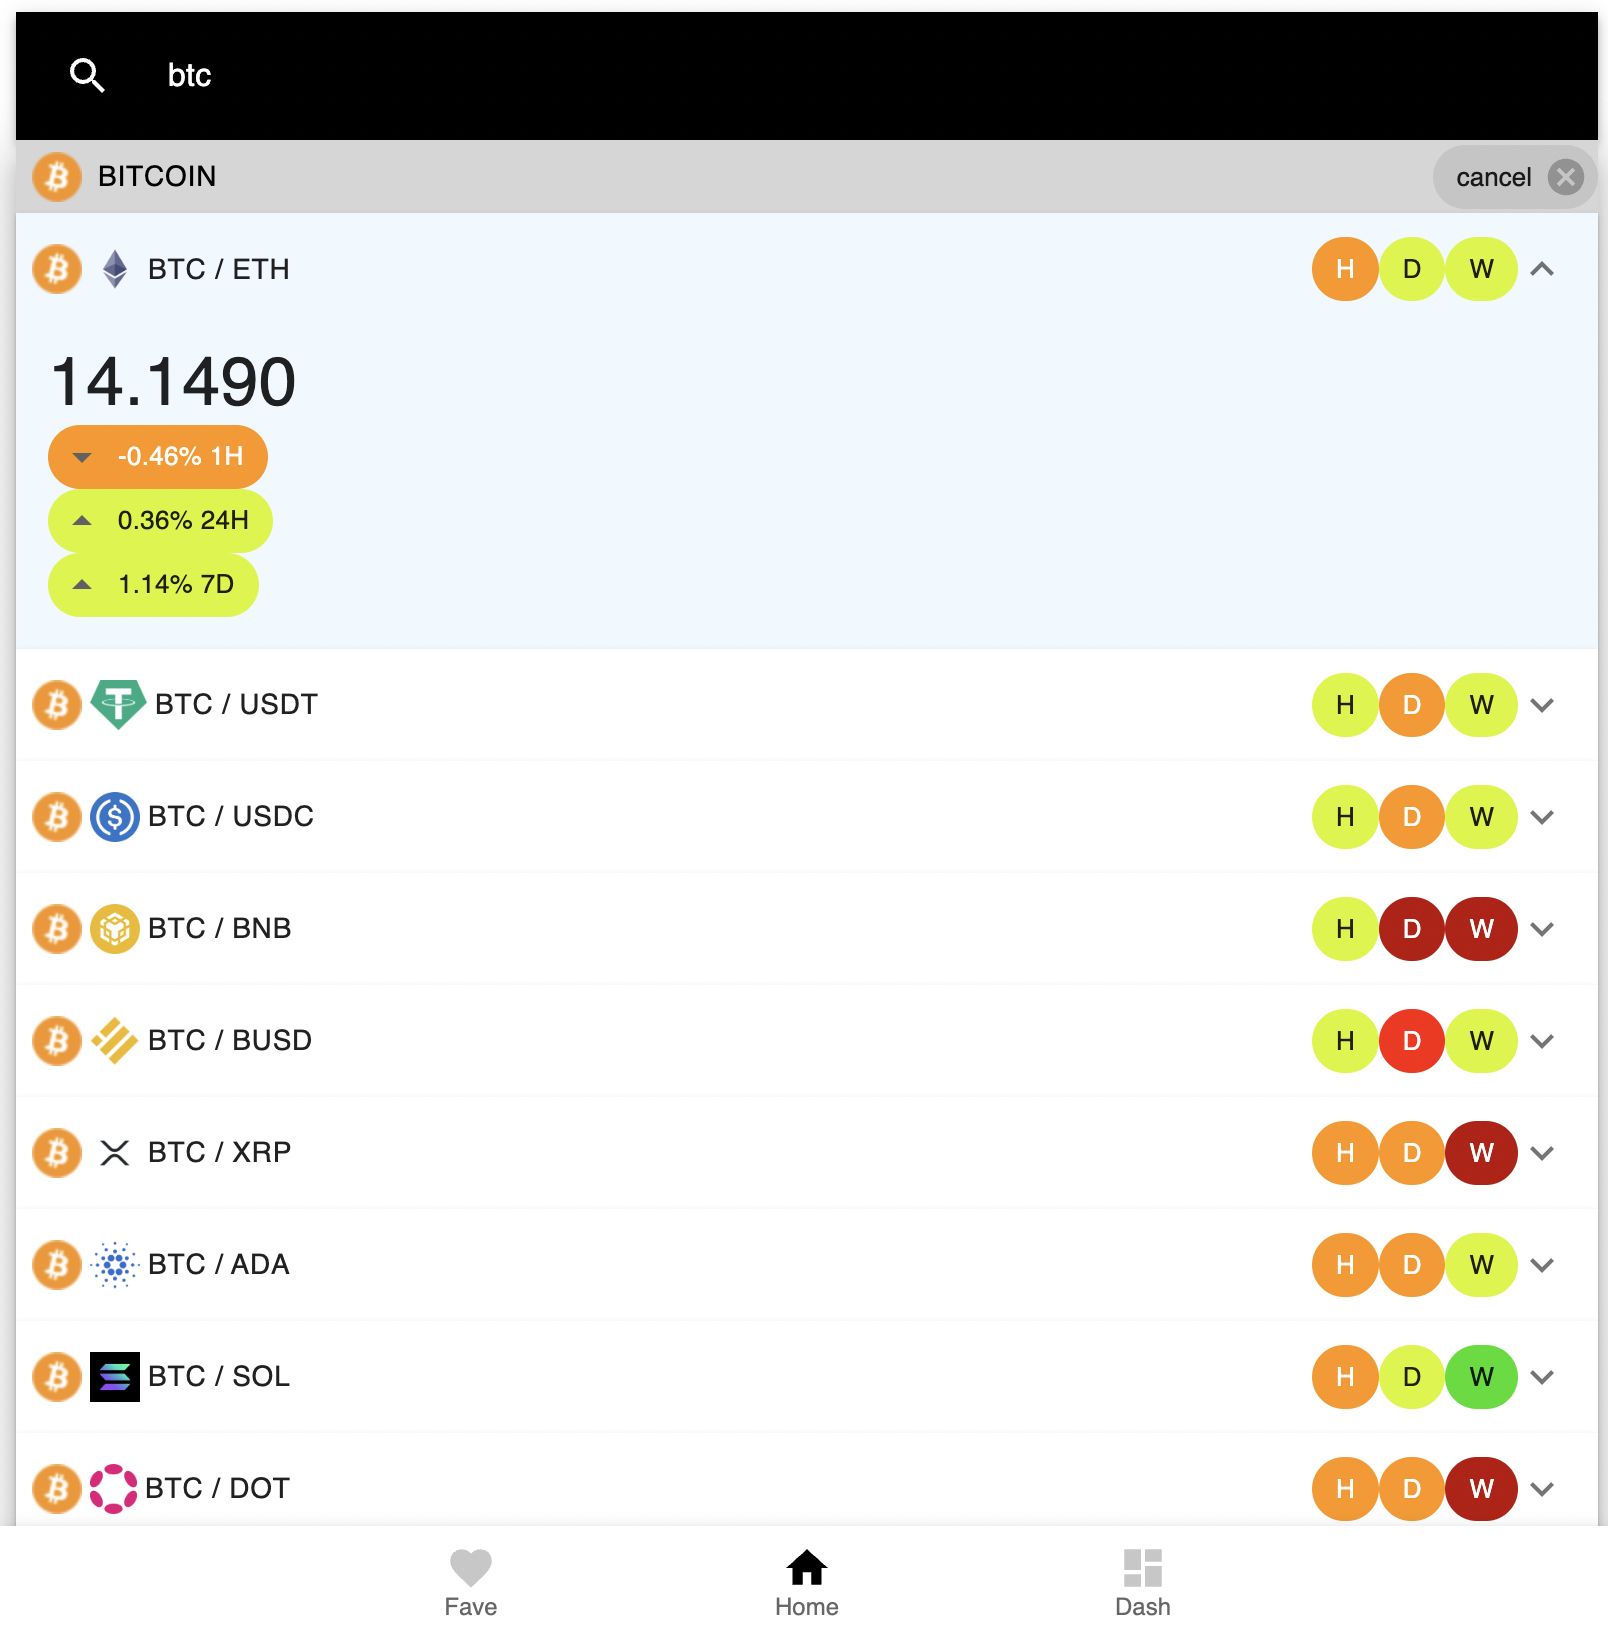 btc
BITCOIN cancel
BTC / ETH H D W
14.1490
-0.46% 1H
0.36% 24H
1.14% 7D
BTC / USDT H D W
BTC / USDC H D W
BTC / BNB H D W
BTC / BUSD H D W
BTC / XRP H D W
BTC / ADA H D W
BTC / SOL H D W
BTC / DOT H D W
Fave Home Dash